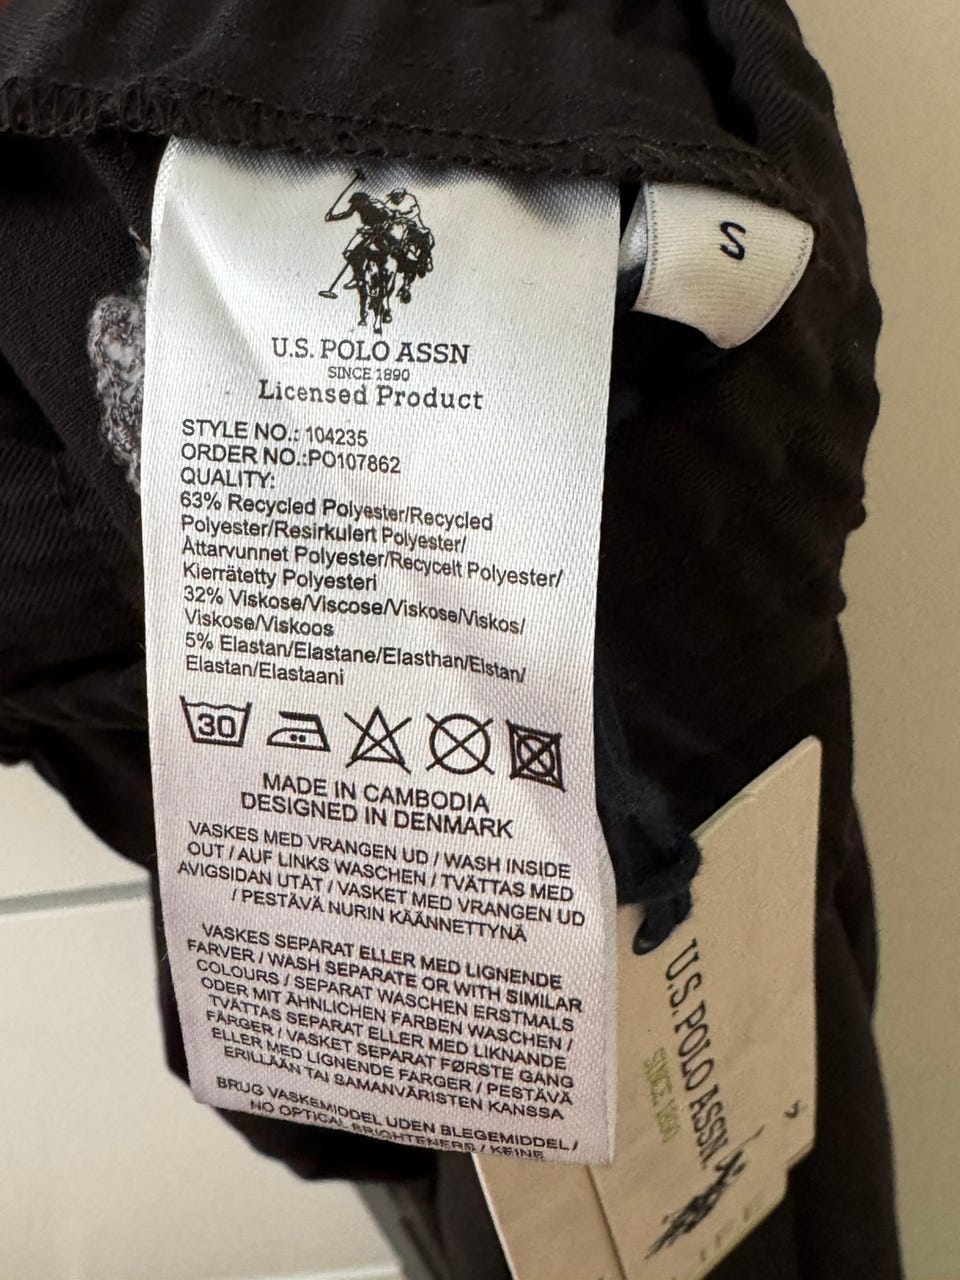 U.S. POLO ASSN
SINCE 1890
Licensed Product
STYLE NO.: 104235
ORDER NO.:PO107862
QUALITY:
63% Recycled Polyester/Recycled
Polyester/Resirkulert Polyester/
Attarvunnet Polyester/Recycelt Polyester/
Kierrätetty Polyesteri
32% Viskose/Viscose/Viskose/Viskos/
Viskose/Viskoos
5% Elastan/Elastane/Elasthan/Elstan/
Elastan/Elastaani
30
MADE IN CAMBODIA
DESIGNED IN DENMARK
VASKES MED VRANGEN UD / WASH INSIDE
OUT / AUF LINKS WASCHEN / TVÄTTAS MED
AVIGSIDAN UTÅT / VASKET MED VRANGEN UD
/ PESTÄVÄ NURIN KÄÄNNETTYNÄ
VASKES SEPARAT ELLER MED LIGNENDE
FARVER / WASH SEPARATE OR WITH SIMILAR
COLOURS / SEPARAT WASCHEN ERSTMALS
ODER MIT ÄHNLICHEN FARBEN WASCHEN /
TVÄTTAS SEPARAT ELLER MED LIKNANDE
FÄRGER / VASKET SEPARAT FØRSTE GANG
ELLER MED LIGNENDE FARGER / PESTÄVÄ
ERILLÄÄN TAI SAMANVÄRISTEN KANSSA
BRUG VASKEMIDDEL UDEN BLEGEMIDDEL /
NO OPTICAL BRIGHTENERS / KEINE
S
U.S. POLO ASSN.
SINCE 1890